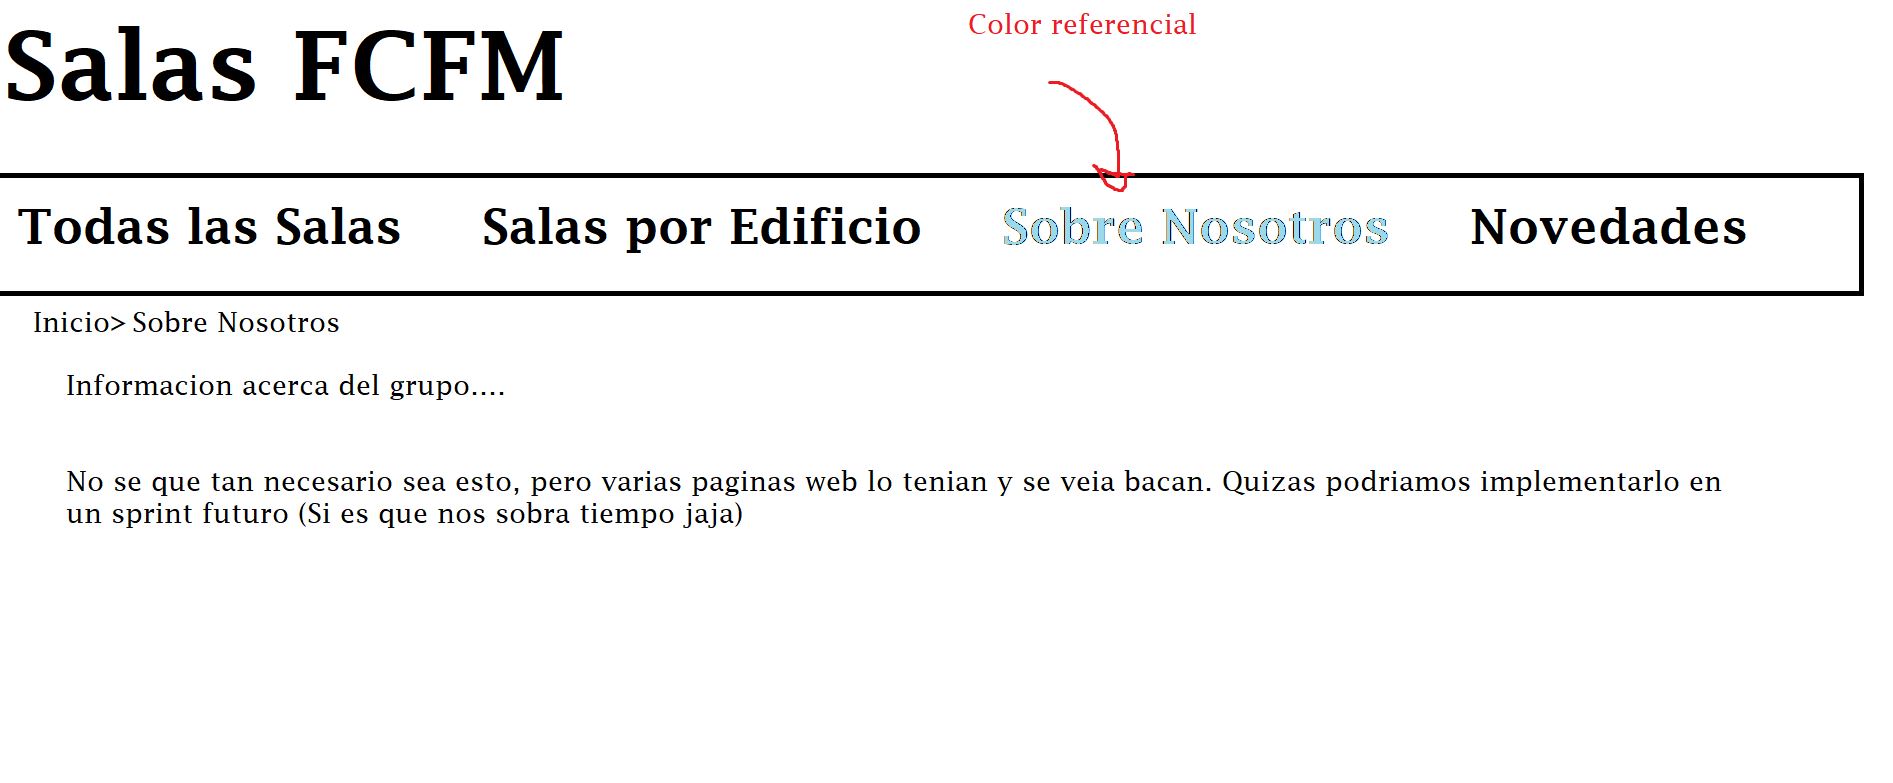 Color referencial
Salas FCFM
Todas las Salas Salas por Edificio Sobre Nosotros Novedades
Inicio> Sobre Nosotros
Informacion acerca del grupo....
No se que tan necesario sea esto, pero varias paginas web lo tenian y se veia bacan. Quizas podriamos implementarlo en
un sprint futuro (Si es que nos sobra tiempo jaja)